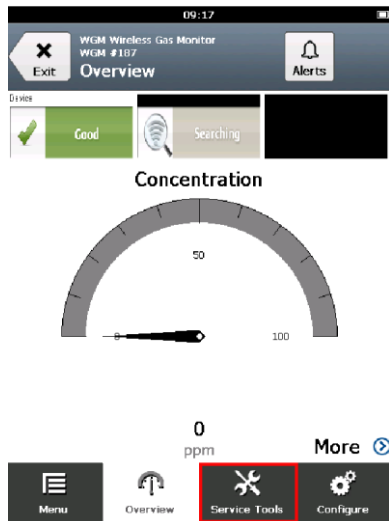 09:17
WGM Wireless Gas Monitor
WGM #187
Overview
Exit
Alerts
Device
Good
Searching
Concentration
50
0
100
0
ppm
More
Menu
Overview
Service Tools
Configure